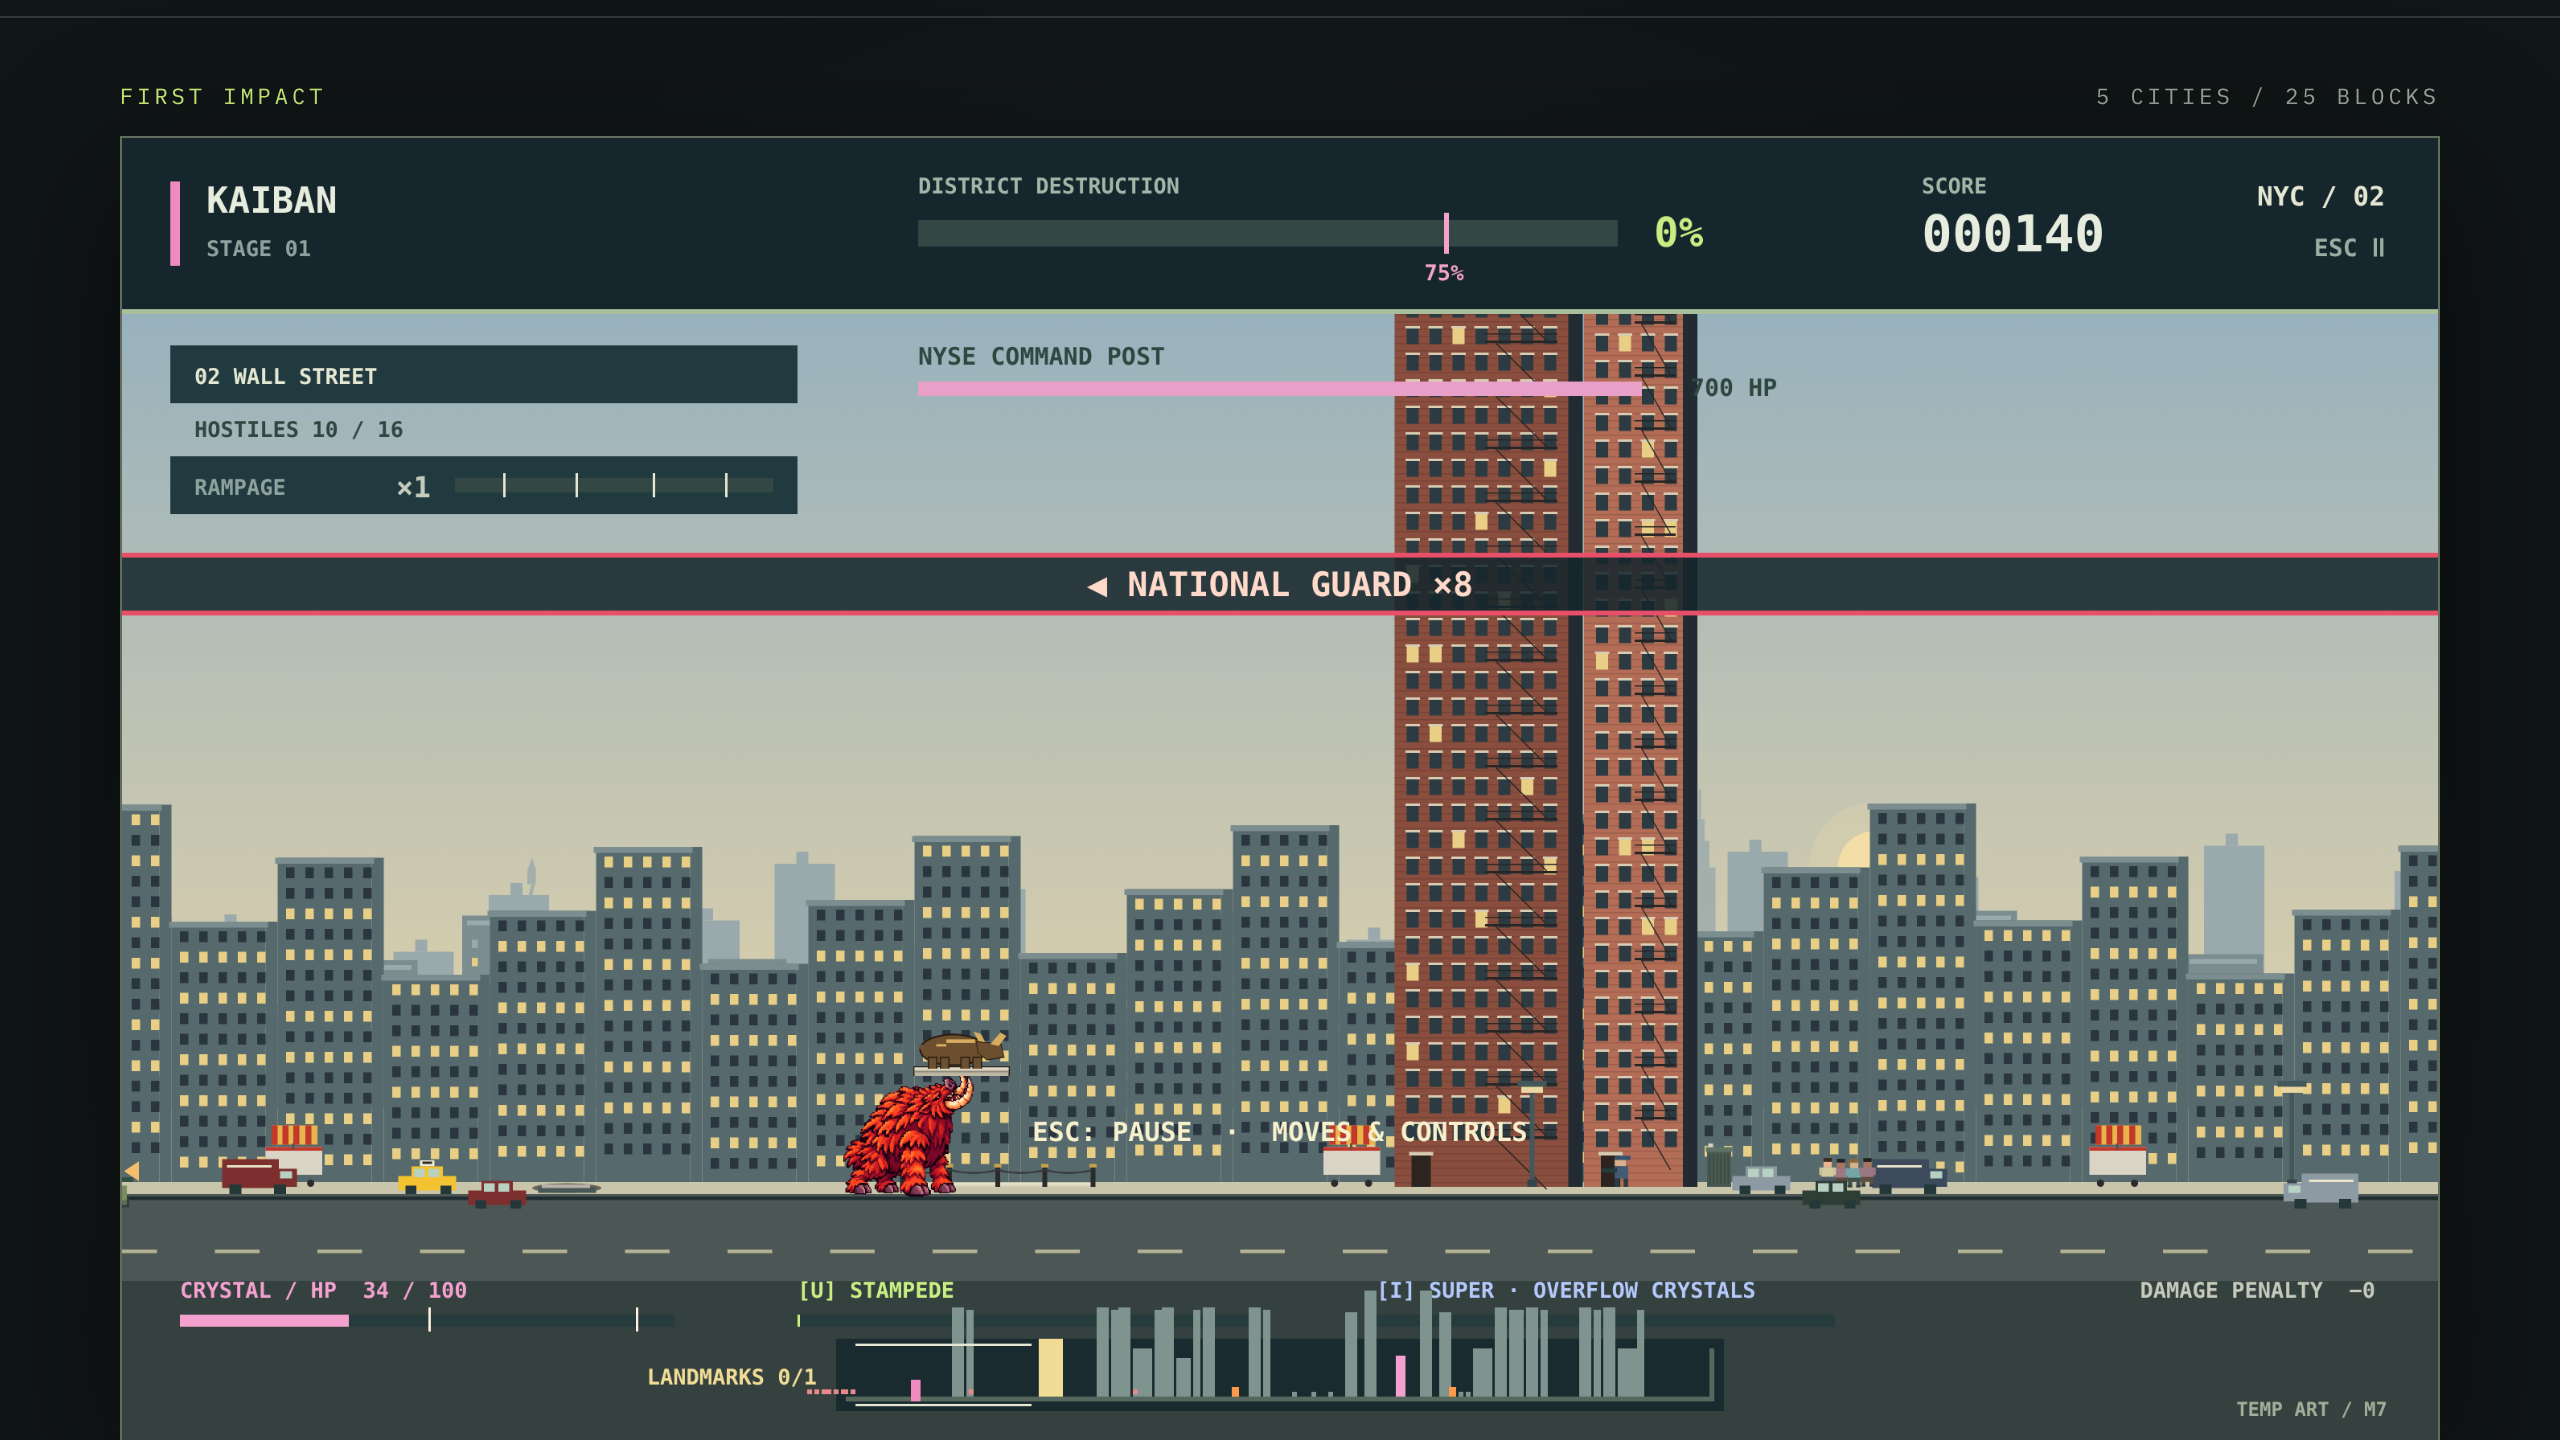 FIRST IMPACT
5 CITIES / 25 BLOCKS
KAIBAN
STAGE 01
DISTRICT DESTRUCTION
0%
75%
SCORE
000140
NYC / 02
ESC II
02 WALL STREET
HOSTILES 10 / 16
RAMPAGE ×1
NYSE COMMAND POST
700 HP
◀ NATIONAL GUARD ×8
ESC: PAUSE · MOVES & CONTROLS
CRYSTAL / HP 34 / 100
[U] STAMPEDE
[I] SUPER · OVERFLOW CRYSTALS
DAMAGE PENALTY −0
LANDMARKS 0/1
TEMP ART / M7